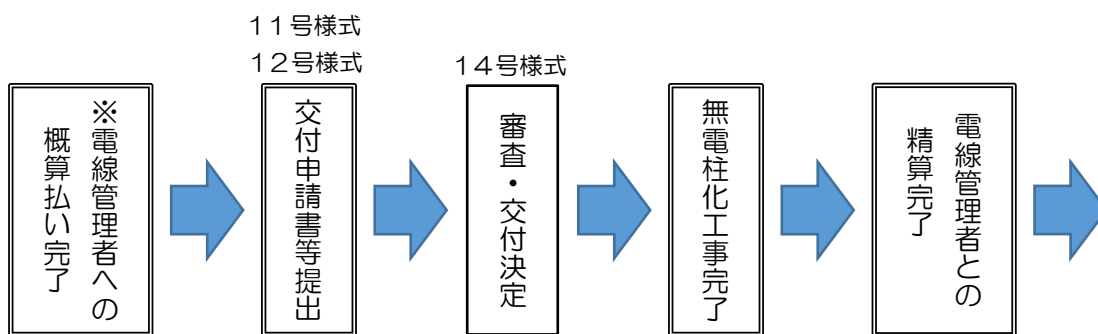 11号様式
12号様式
14号様式
※電線管理者への
概算払い完了
交付申請書等提出
審査・交付決定
無電柱化工事完了
電線管理者との
精算完了